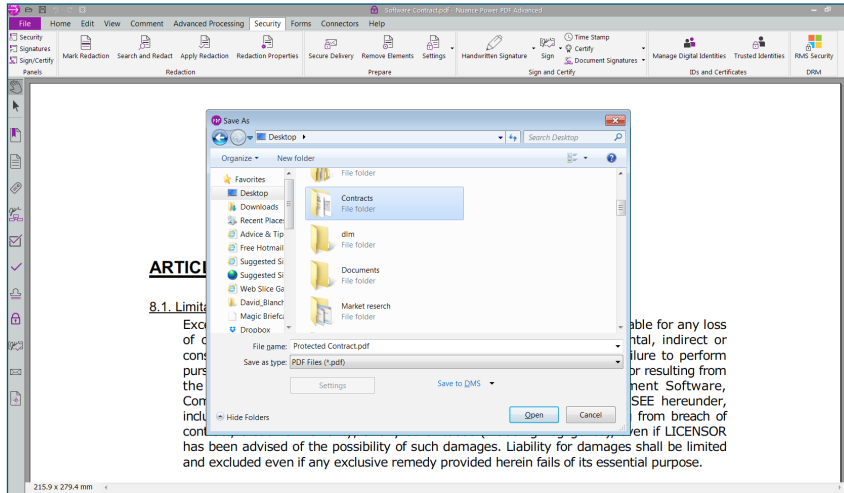 Software Contract.pdf - Nuance Power PDF Advanced
File Home Edit View Comment Advanced Processing Security Forms Connectors Help
Security
Signatures
Sign/Certify
Panels
Mark Redaction Search and Redact Apply Redaction Redaction Properties
Redaction
Secure Delivery Remove Elements Settings
Prepare
Handwritten Signature Sign
Time Stamp
Certify
Document Signatures
Sign and Certify
Manage Digital Identities Trusted Identities
IDs and Certificates
RMS Security
DRM
Save As
Desktop
Search Desktop
Organize New folder
Favorites
Desktop
Downloads
Recent Places
Advice & Tip
Free Hotmail
Suggested Si
Suggested Si
Web Slice Ga
David_Blanch
Magic Briefca
Dropbox
File folder
Contracts
File folder
dlm
File folder
Documents
File folder
Market reserch
File folder
File name: Protected Contract.pdf
Save as type: PDF Files (*.pdf)
Settings Save to DMS
Hide Folders Open Cancel
ARTICL
8.1. Limita
Exce able for any loss
of c ntal, indirect or
cons ilure to perform
purs or resulting from
the ment Software,
Com SEE hereunder,
inclu from breach of
cont ven if LICENSOR
has been advised of the possibility of such damages. Liability for damages shall be limited
and excluded even if any exclusive remedy provided herein fails of its essential purpose.
215.9 x 279.4 mm